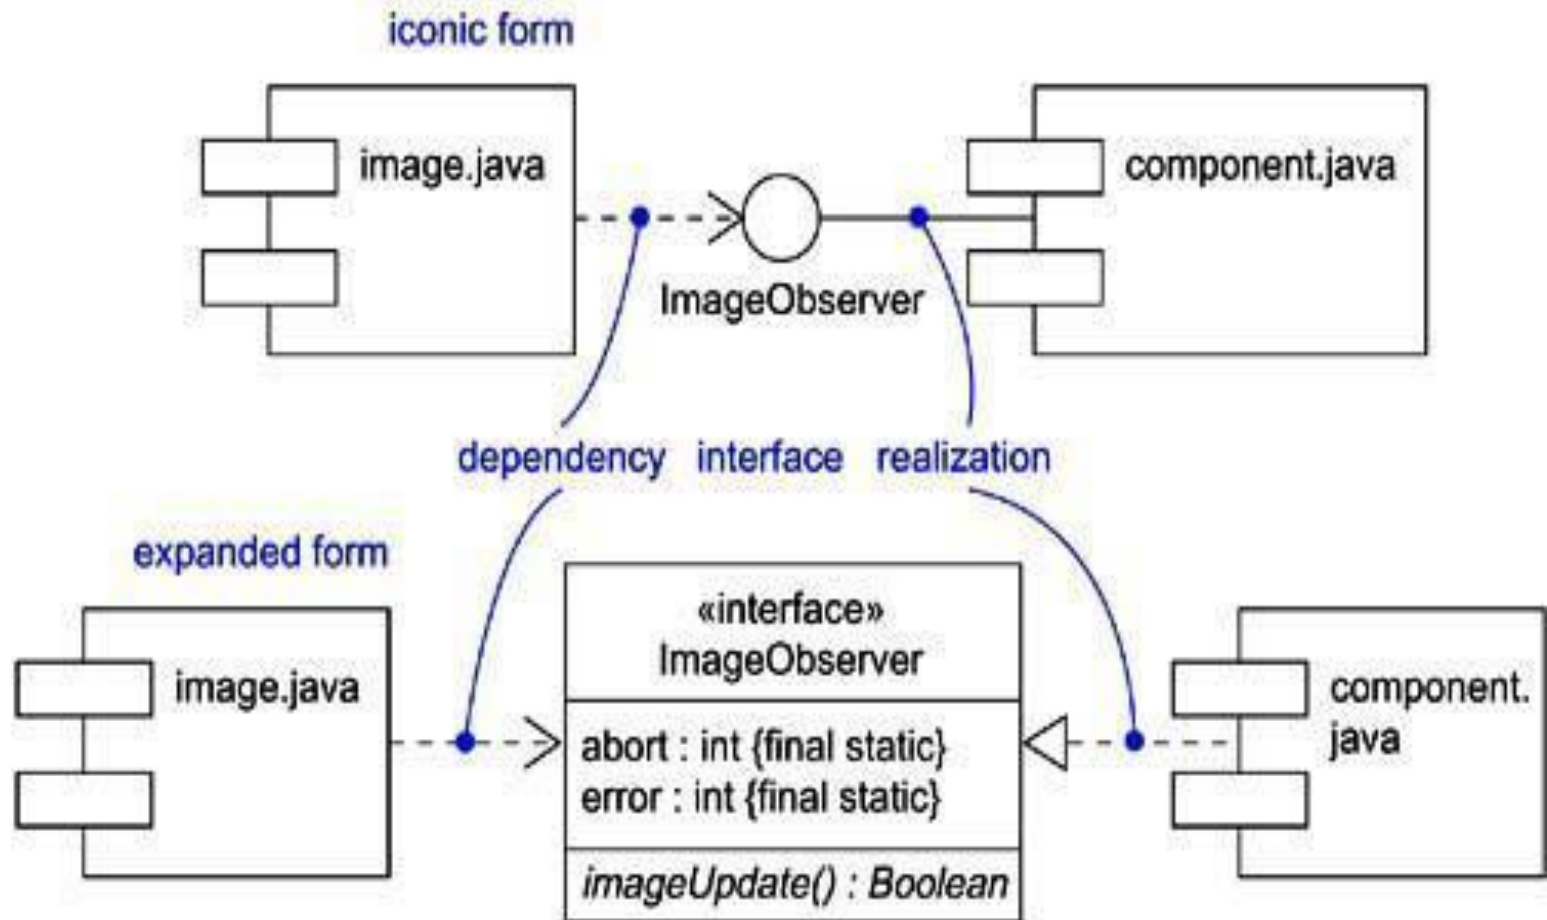 iconic form
image.java
component.java
ImageObserver
dependency interface realization
expanded form
«interface»
ImageObserver
image.java
component.
java
abort : int {final static}
error : int {final static}
imageUpdate() : Boolean